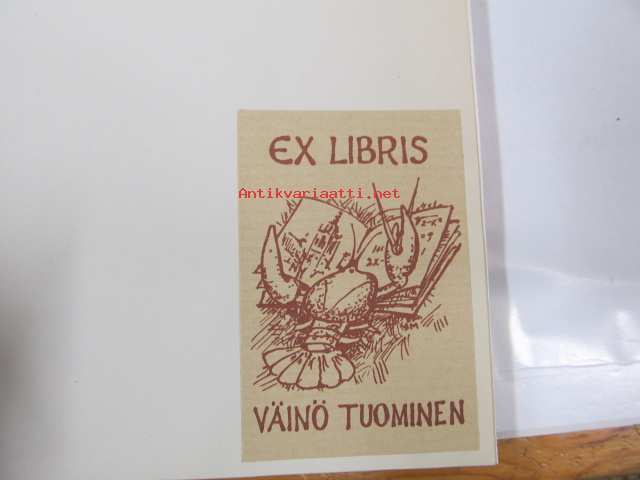 EX LIBRIS
Antikvariaatti.net
VÄINÖ TUOMINEN